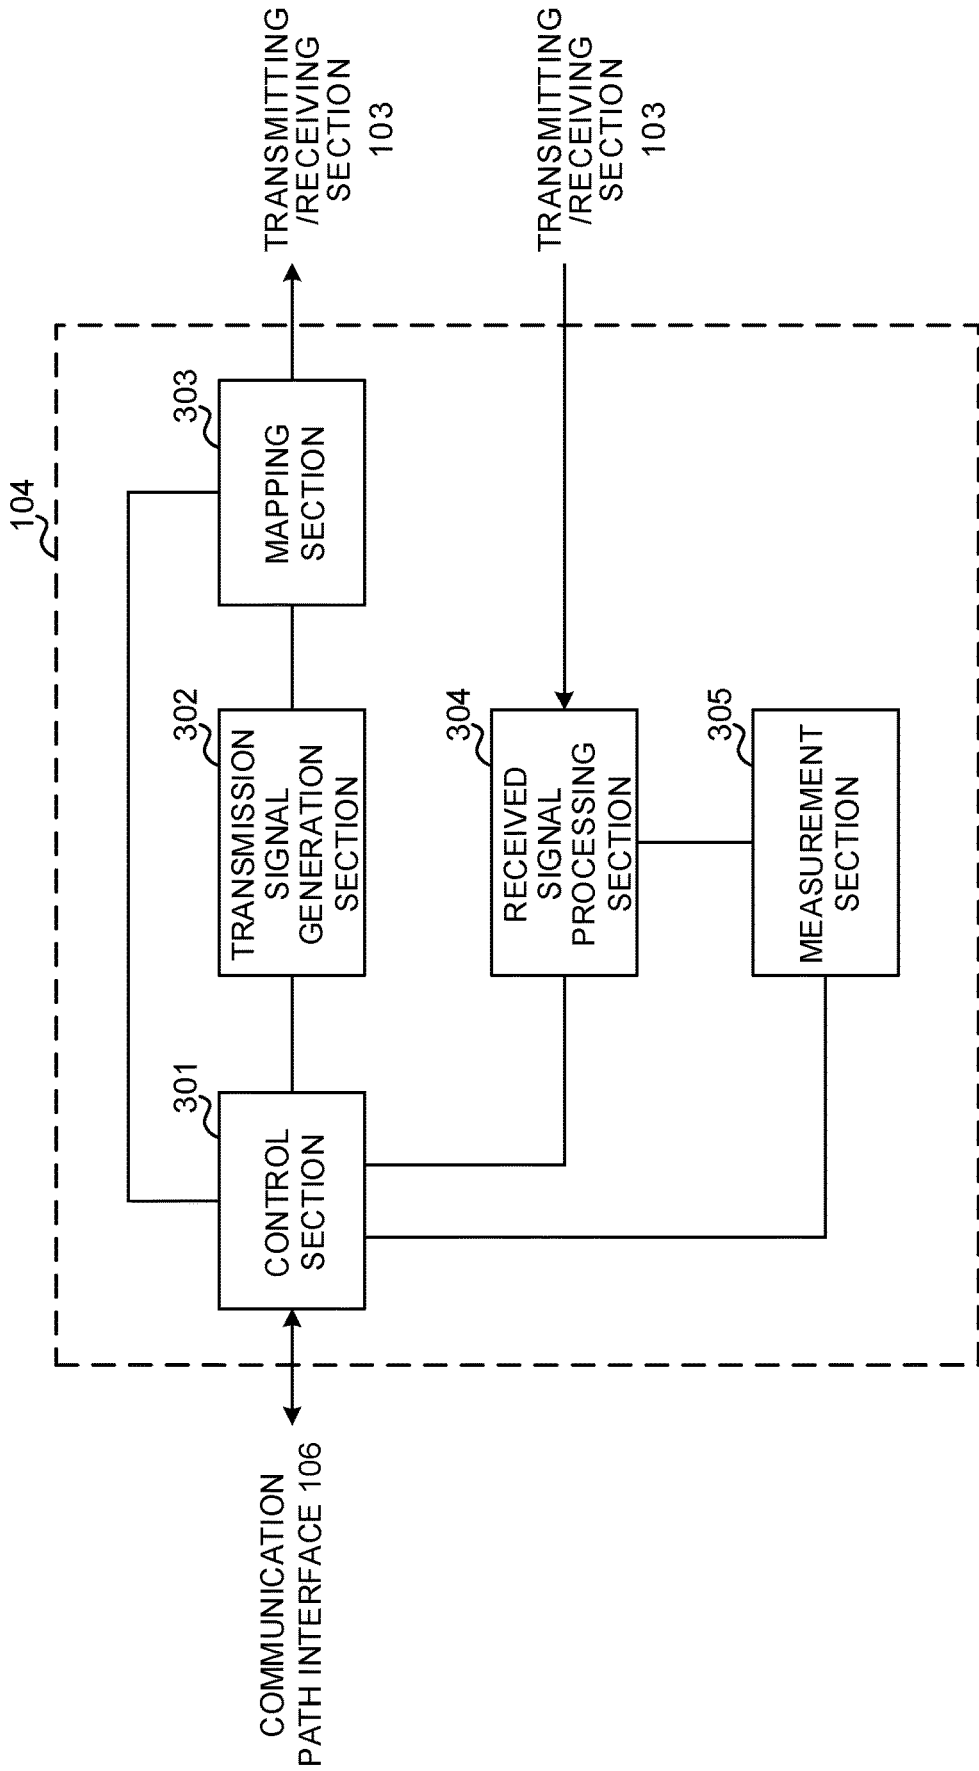 104
303
MAPPING
SECTION
TRANSMITTING
/RECEIVING
SECTION
103
302
TRANSMISSION
SIGNAL
GENERATION
SECTION
301
CONTROL
SECTION
COMMUNICATION
PATH INTERFACE 106
304
RECEIVED
SIGNAL
PROCESSING
SECTION
TRANSMITTING
/RECEIVING
SECTION
103
305
MEASUREMENT
SECTION